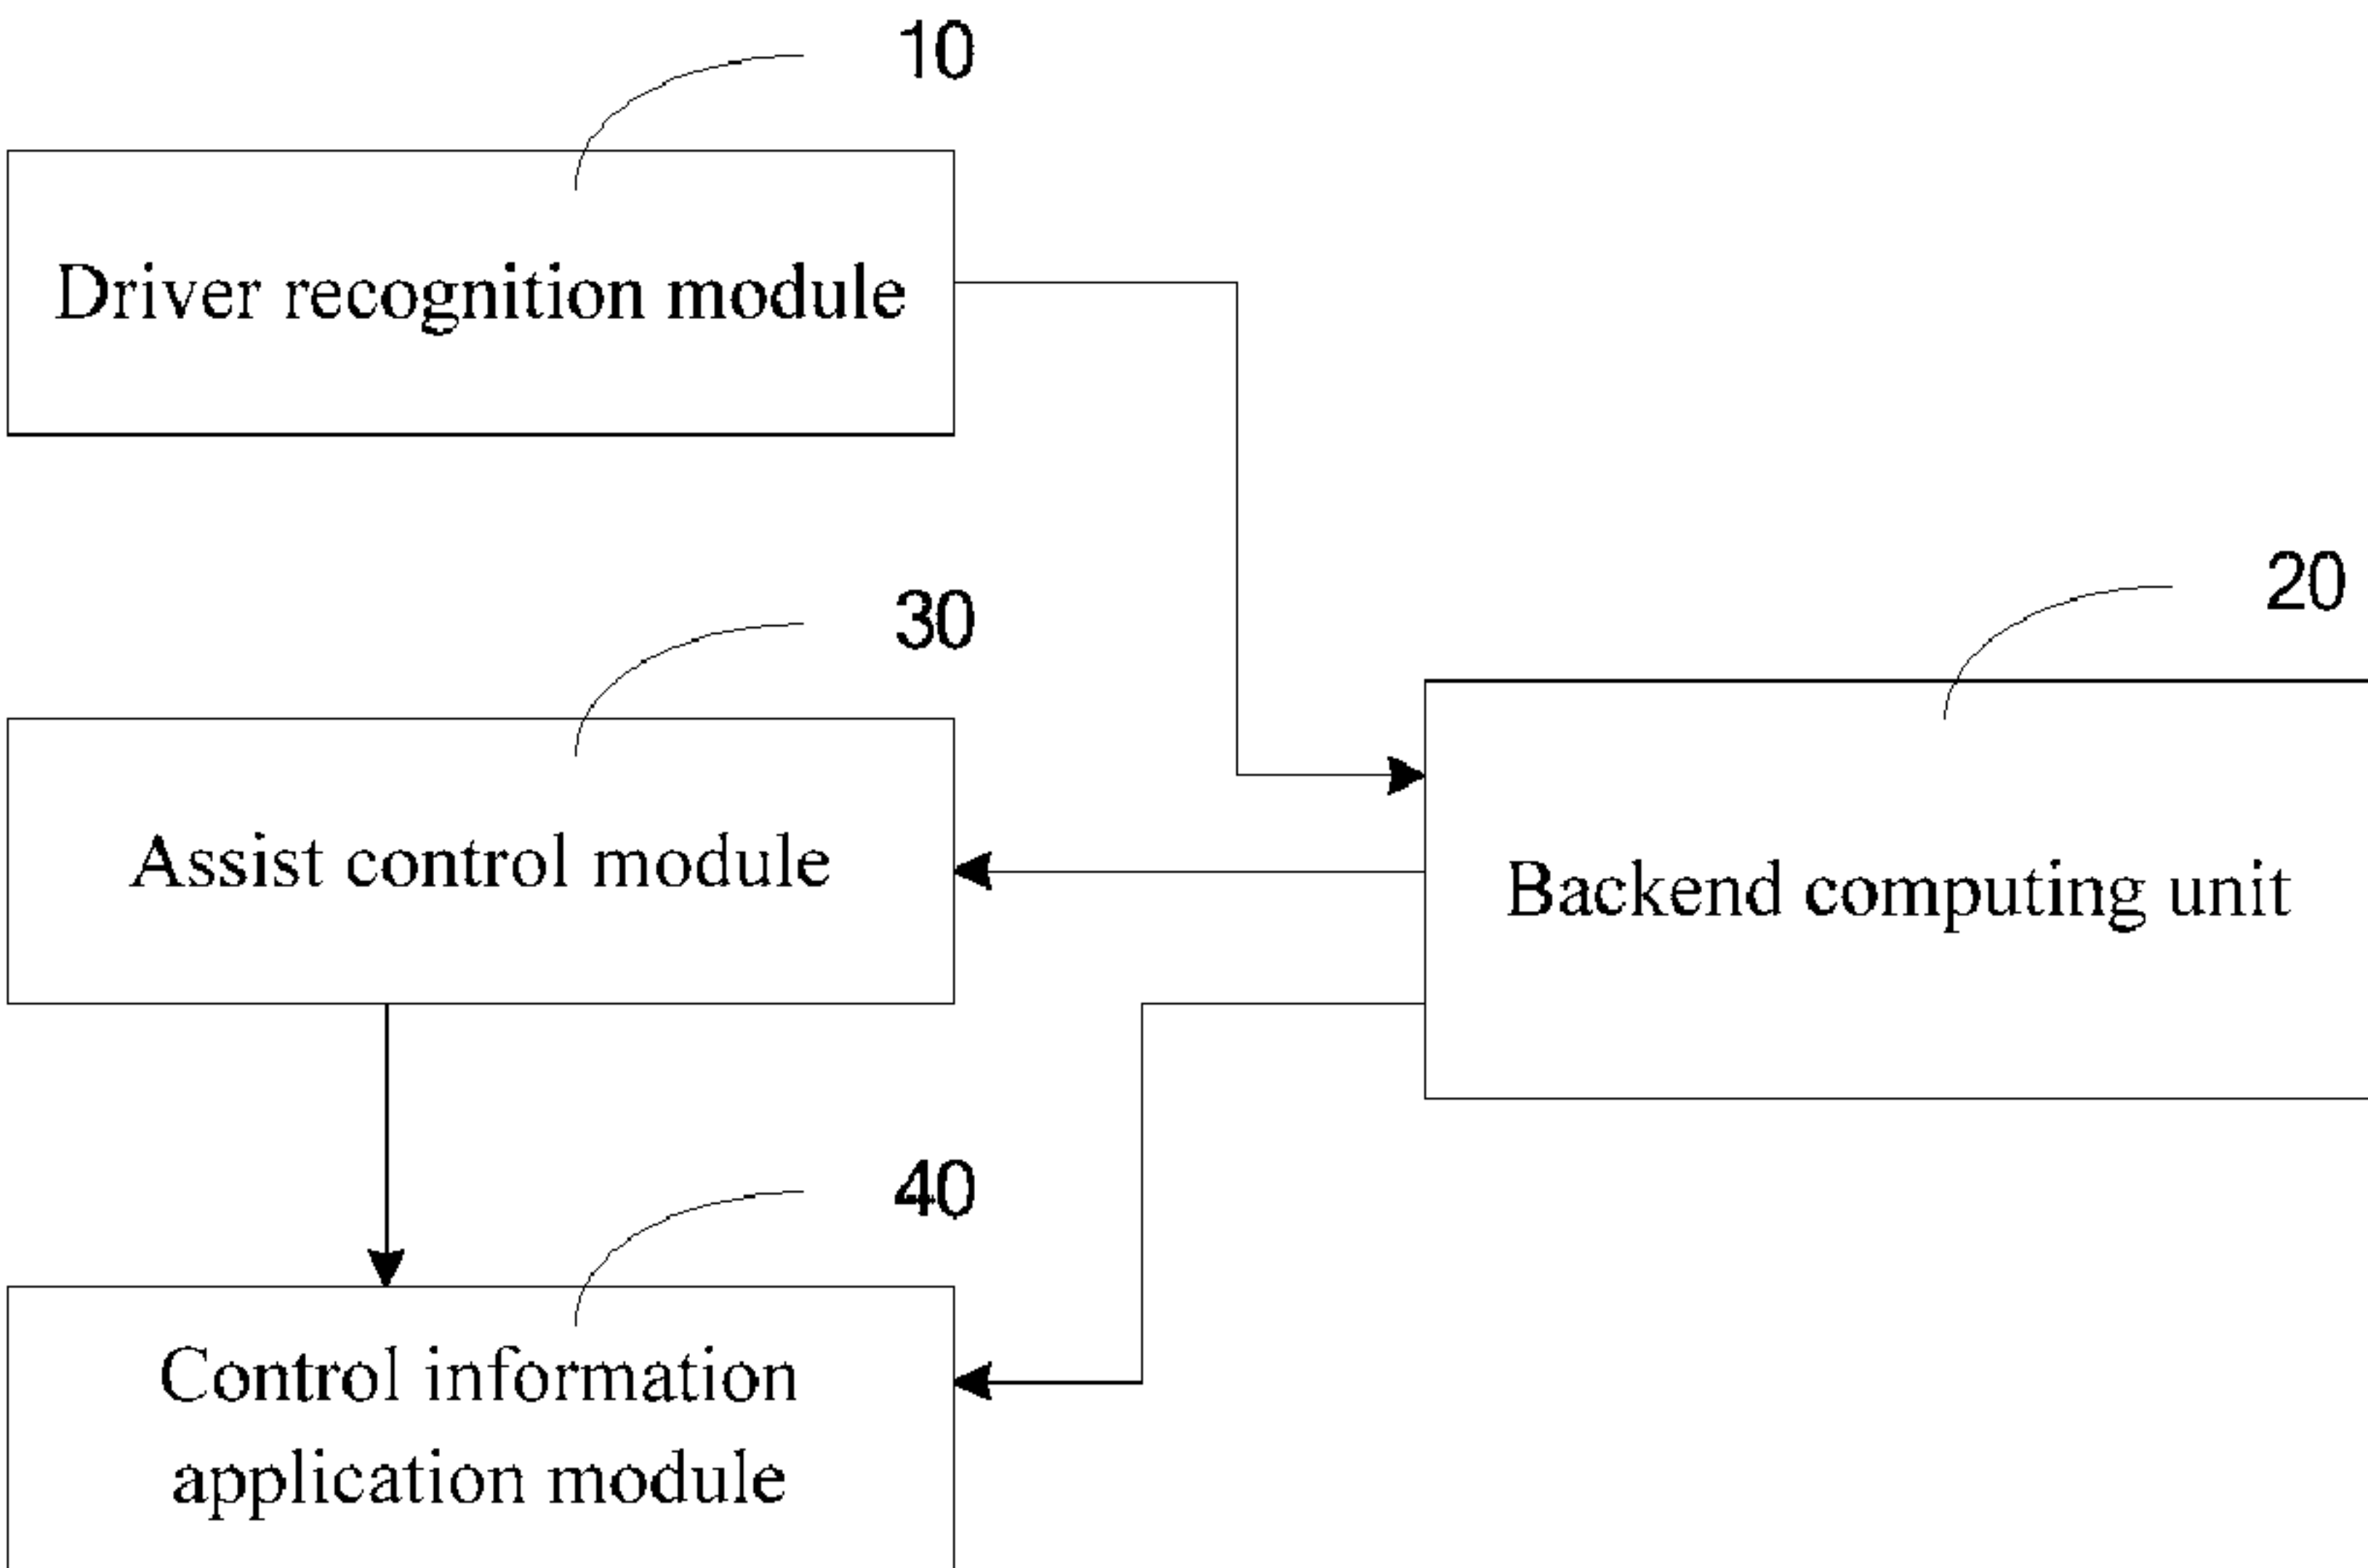 10
Driver recognition module
30
20
Assist control module
Backend computing unit
40
Control information
application module